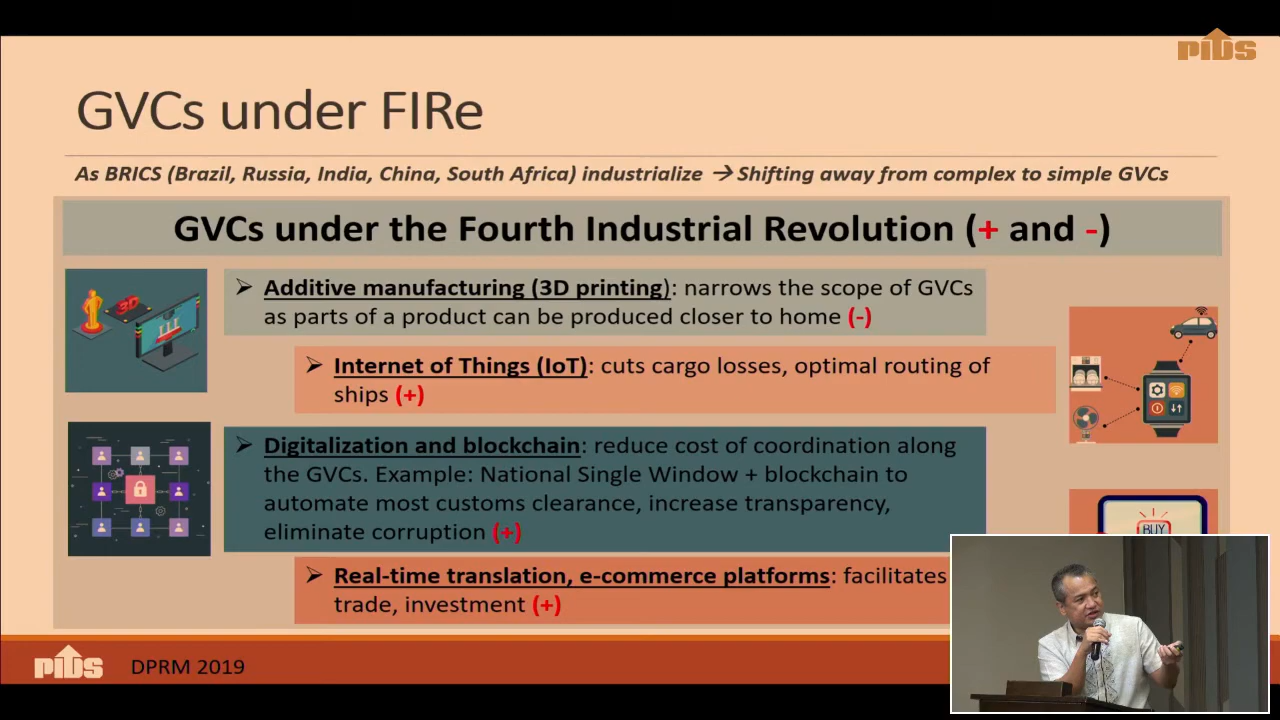 PIDS
GVCs under FIRe
As BRICS (Brazil, Russia, India, China, South Africa) industrialize → Shifting away from complex to simple GVCs
GVCs under the Fourth Industrial Revolution (+ and -)
3D
➢ Additive manufacturing (3D printing): narrows the scope of GVCs
as parts of a product can be produced closer to home (-)
➢ Internet of Things (IoT): cuts cargo losses, optimal routing of
ships (+)
➢ Digitalization and blockchain: reduce cost of coordination along
the GVCs. Example: National Single Window + blockchain to
automate most customs clearance, increase transparency,
eliminate corruption (+)
BUY
➢ Real-time translation, e-commerce platforms: facilitates
trade, investment (+)
PIDS
DPRM 2019